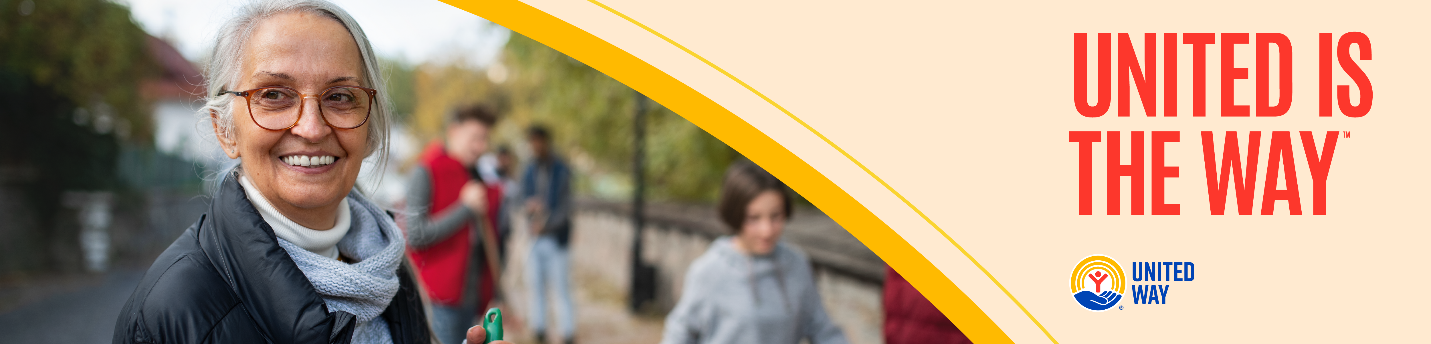 UNITED IS
THE WAY™
UNITED
WAY
®